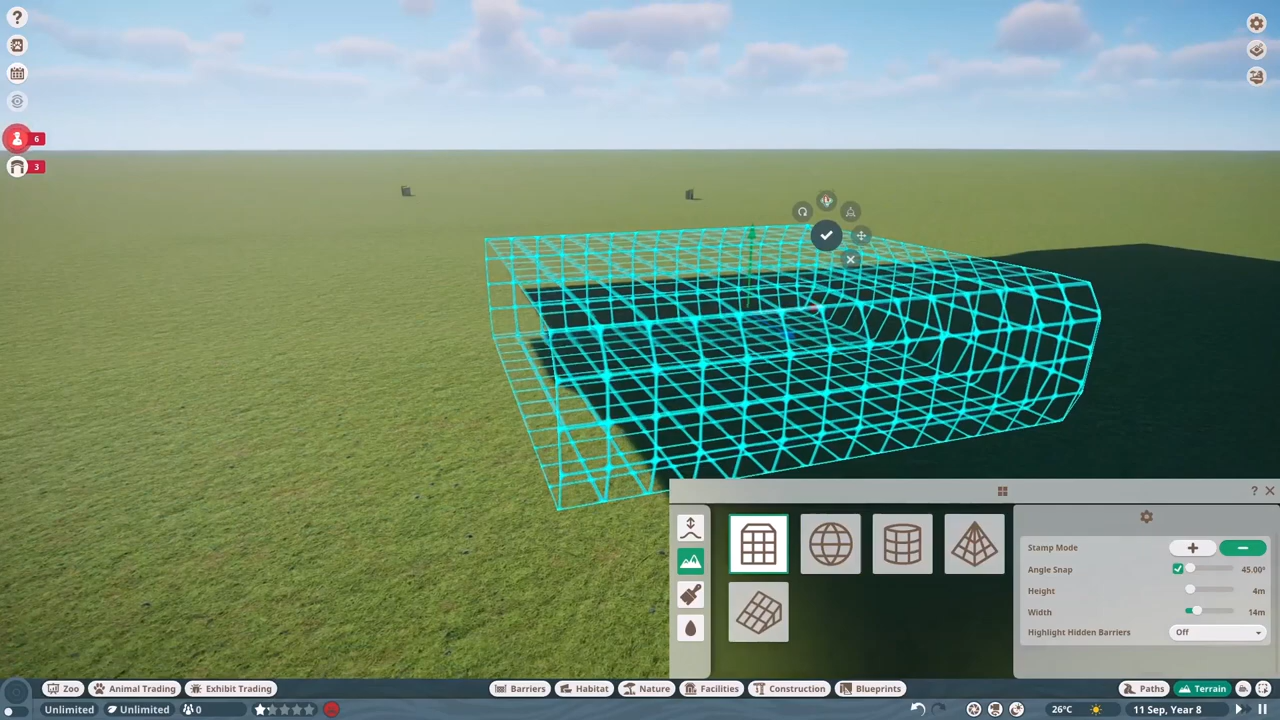 ?
6
3
? ×
Stamp Mode + −
Angle Snap 45.00°
Height 4m
Width 14m
Highlight Hidden Barriers Off
Zoo Animal Trading Exhibit Trading Barriers Habitat Nature Facilities Construction Blueprints Paths Terrain
Unlimited Unlimited 0 26°C 11 Sep, Year 8